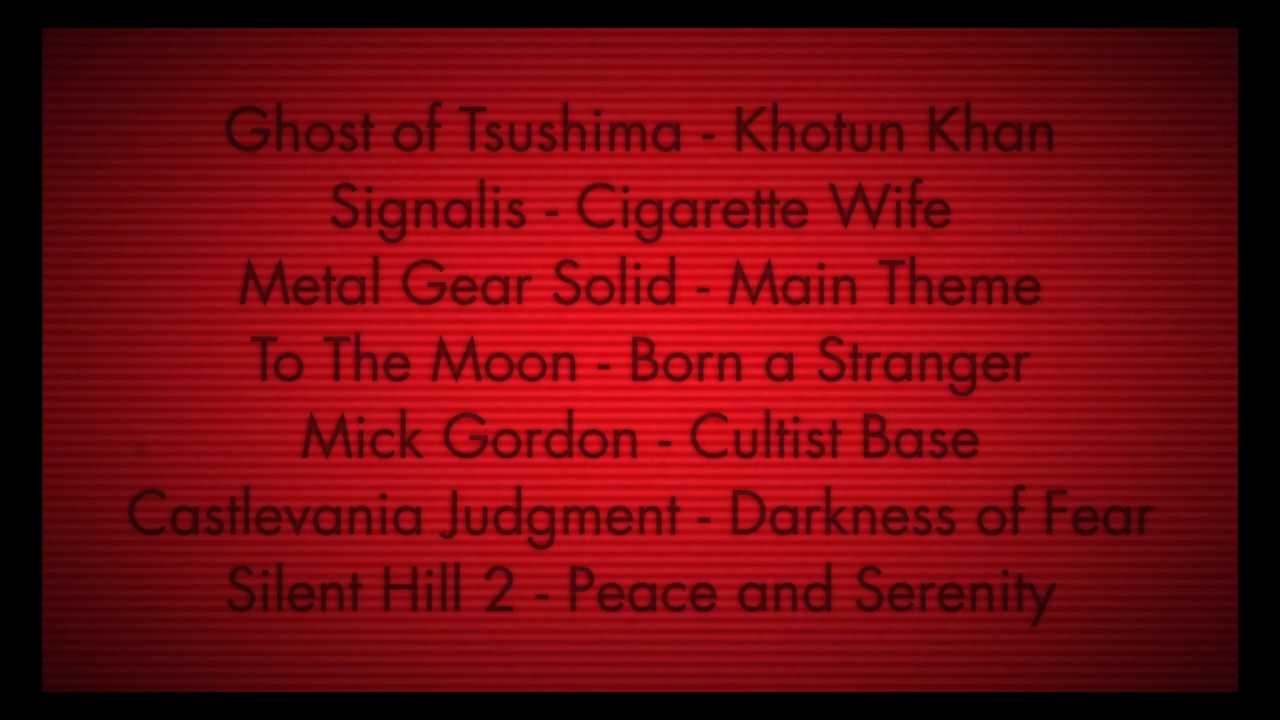 Ghost of Tsushima - Khotun Khan
Signalis - Cigarette Wife
Metal Gear Solid - Main Theme
To The Moon - Born a Stranger
Mick Gordon - Cultist Base
Castlevania Judgment - Darkness of Fear
Silent Hill 2 - Peace and Serenity